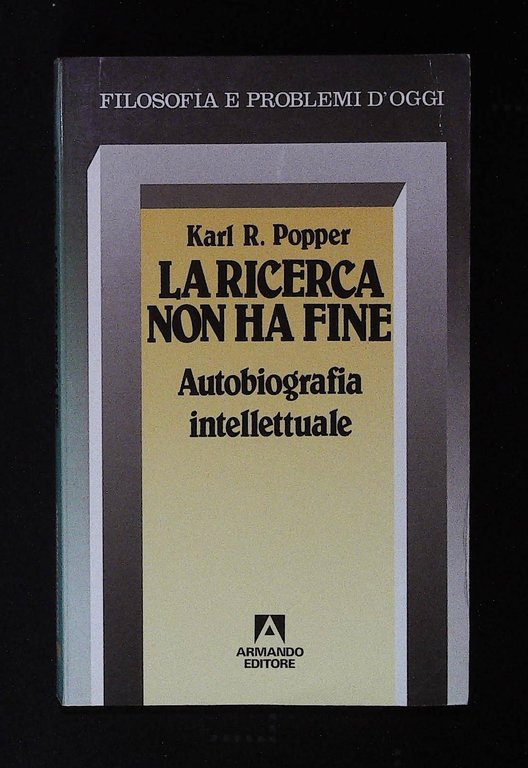 FILOSOFIA E PROBLEMI D'OGGI
Karl R. Popper
LA RICERCA
NON HA FINE
Autobiografia
intellettuale
ARMANDO
EDITORE